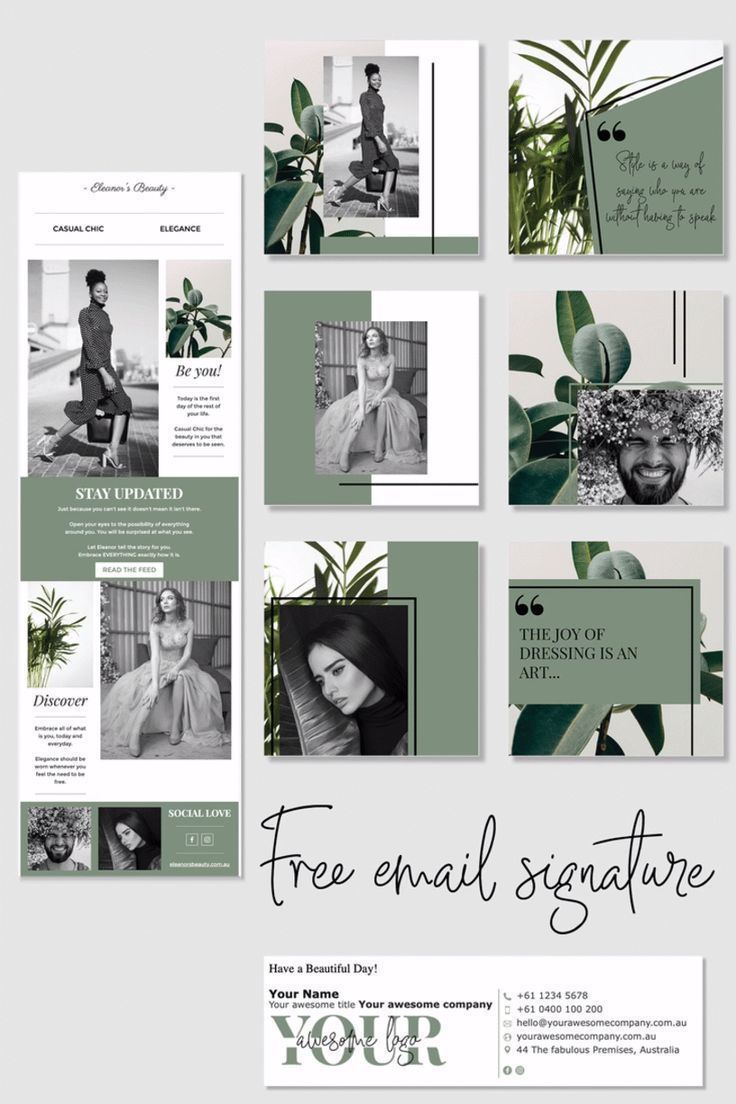 - Eleanor's Beauty -
CASUAL CHIC
ELEGANCE
Be you!
Today is the first
day of the rest of
your life.
Casual Chic for the
beauty in you that
deserves to be seen.
STAY UPDATED
Just because you can't see it doesn't mean it isn't there.
Open your eyes to the possibility of everything
around you. You will be surprised at what you see.
Let Eleanor tell the story for you.
Embrace EVERYTHING exactly how it is.
READ THE FEED
Discover
Embrace all of what
is you, today and
everyday.
Elegance should be
worn whenever you
feel the need to be
free.
SOCIAL LOVE
eleanorsbeauty.com.au
“
Style is a way of
saying who you are
without having to speak
“
THE JOY OF
DRESSING IS AN
ART...
Free email signature
Have a Beautiful Day!
Your Name
Your awesome title Your awesome company
YOUR
awesome logo
+61 1234 5678
+61 0400 100 200
hello@yourawesomecompany.com.au
yourawesomecompany.com.au
44 The fabulous Premises, Australia